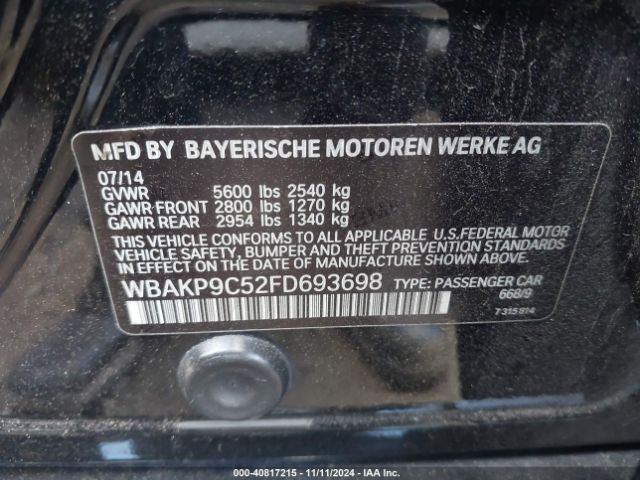 MFD BY BAYERISCHE MOTOREN WERKE AG
07/14
GVWR 5600 lbs 2540 kg
GAWR FRONT 2800 lbs 1270 kg
GAWR REAR 2954 lbs 1340 kg
THIS VEHICLE CONFORMS TO ALL APPLICABLE U.S.FEDERAL MOTOR
VEHICLE SAFETY, BUMPER AND THEFT PREVENTION STANDARDS
IN EFFECT ON THE DATE OF MANUFACTURE SHOWN ABOVE.
WBAKP9C52FD693698 TYPE: PASSENGER CAR
668/9
7 315 814
000-40817215 - 11/11/2024 - IAA Inc.